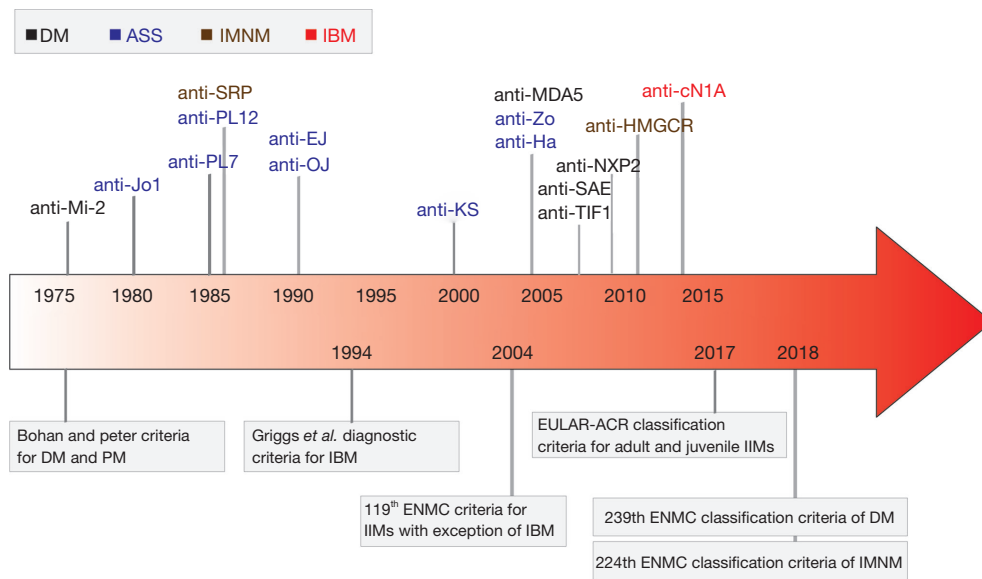 DM ASS IMNM IBM
anti-SRP
anti-PL12
anti-PL7
anti-Jo1
anti-Mi-2
anti-EJ
anti-OJ
anti-KS
anti-MDA5
anti-Zo
anti-Ha
anti-NXP2
anti-SAE
anti-TIF1
anti-HMGCR
anti-cN1A
1975 1980 1985 1990 1995 2000 2005 2010 2015
1994 2004 2017 2018
Bohan and peter criteria
for DM and PM
Griggs et al. diagnostic
criteria for IBM
119th ENMC criteria for
IIMs with exception of IBM
EULAR-ACR classification
criteria for adult and juvenile IIMs
239th ENMC classification criteria of DM
224th ENMC classification criteria of IMNM